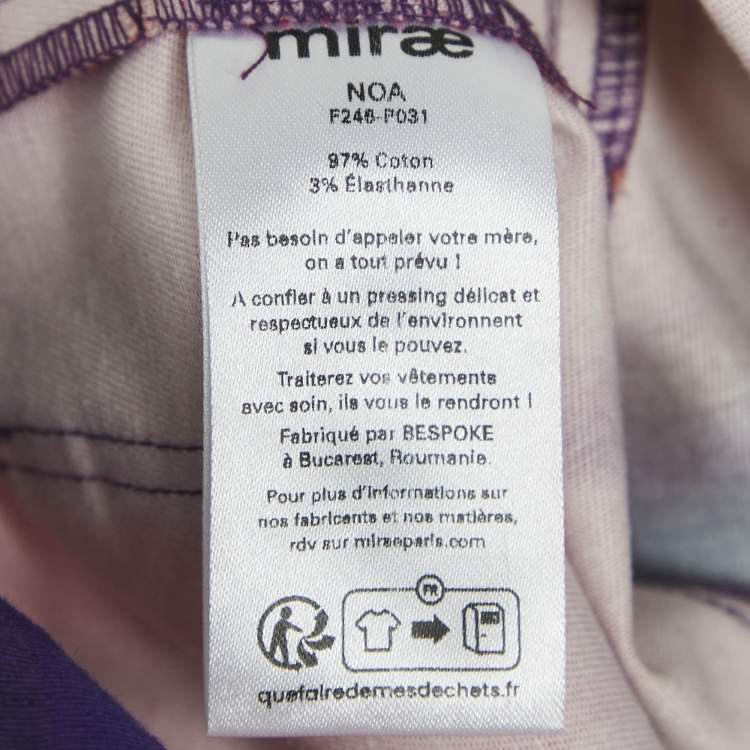 miræ
NOA
F246-P031
97% Coton
3% Élasthanne
Pas besoin d'appeler votre mère,
on a tout prévu !
A confier à un pressing délicat et
respectueux de l'environnent
si vous le pouvez.
Traiterez vos vêtements
avec soin, ils vous le rendront !
Fabriqué par BESPOKE
à Bucarest, Roumanie.
Pour plus d'informations sur
nos fabricants et nos matières,
rdv sur miraeparis.com
FR
quefairedemesdechets.fr